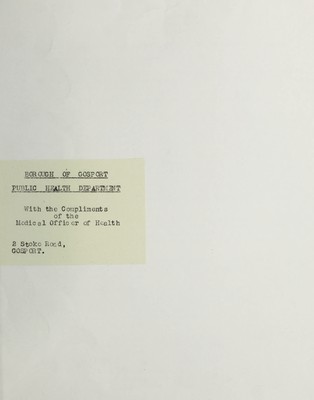 BOROUGH OF GOSPORT
PUBLIC HEALTH DEPARTMENT
With the Compliments
of the
Medical Officer of Health
2 Stoke Road,
GOSPORT.